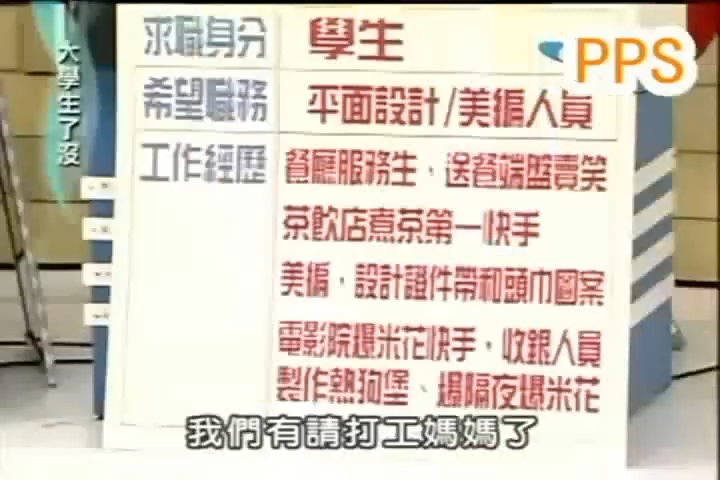 大學生了沒
PPS
求職身分 學生
希望職務 平面設計/美編人員
工作經歷 餐廳服務生,送餐端盤賣笑
茶飲店煮茶第一快手
美編,設計證件帶和頭巾圖案
電影院爆米花快手,收銀人員
製作熱狗堡、爆隔夜爆米花
我們有請打工媽媽了